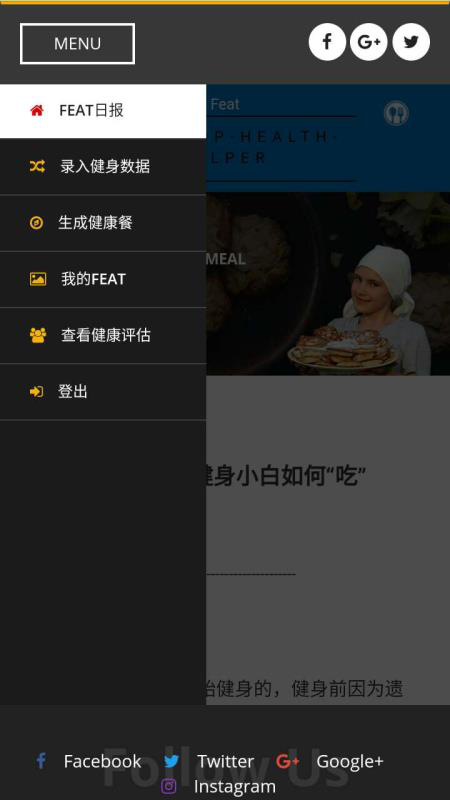 MENU
FEAT日报
Feat
P-HEALTH-
LPER
录入健身数据
生成健康餐
MEAL
我的FEAT
查看健康评估
登出
健身小白如何“吃”
--------------------
始健身的，健身前因为遗
Follow Us
Facebook Twitter Google+
Instagram